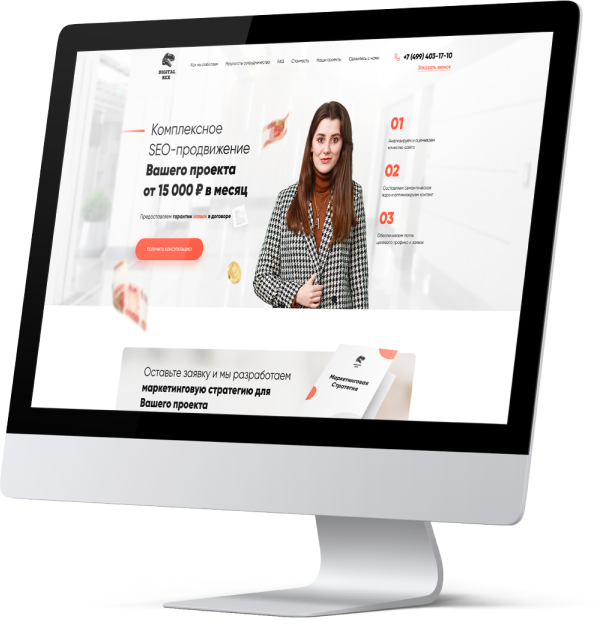 DIGITAL
REX
Как мы работаем
Результаты сотрудничества
FAQ
Стоимость
Наши проекты
Свяжитесь с нами
+7 (499) 403-17-10
Заказать звонок
Комплексное
SEO-продвижение
Вашего проекта
от 15 000 ₽ в месяц
Предоставляем гарантии заявок в договоре
ПОЛУЧИТЬ КОНСУЛЬТАЦИЮ
01
Анализируем и оцениваем
качество сайта
02
Составляем семантическое
ядро и оптимизируем контент
03
Обеспечиваем поток
целевого трафика и заявок
Оставьте заявку и мы разработаем
маркетинговую стратегию для
Вашего проекта
Маркетинговая
Стратегия